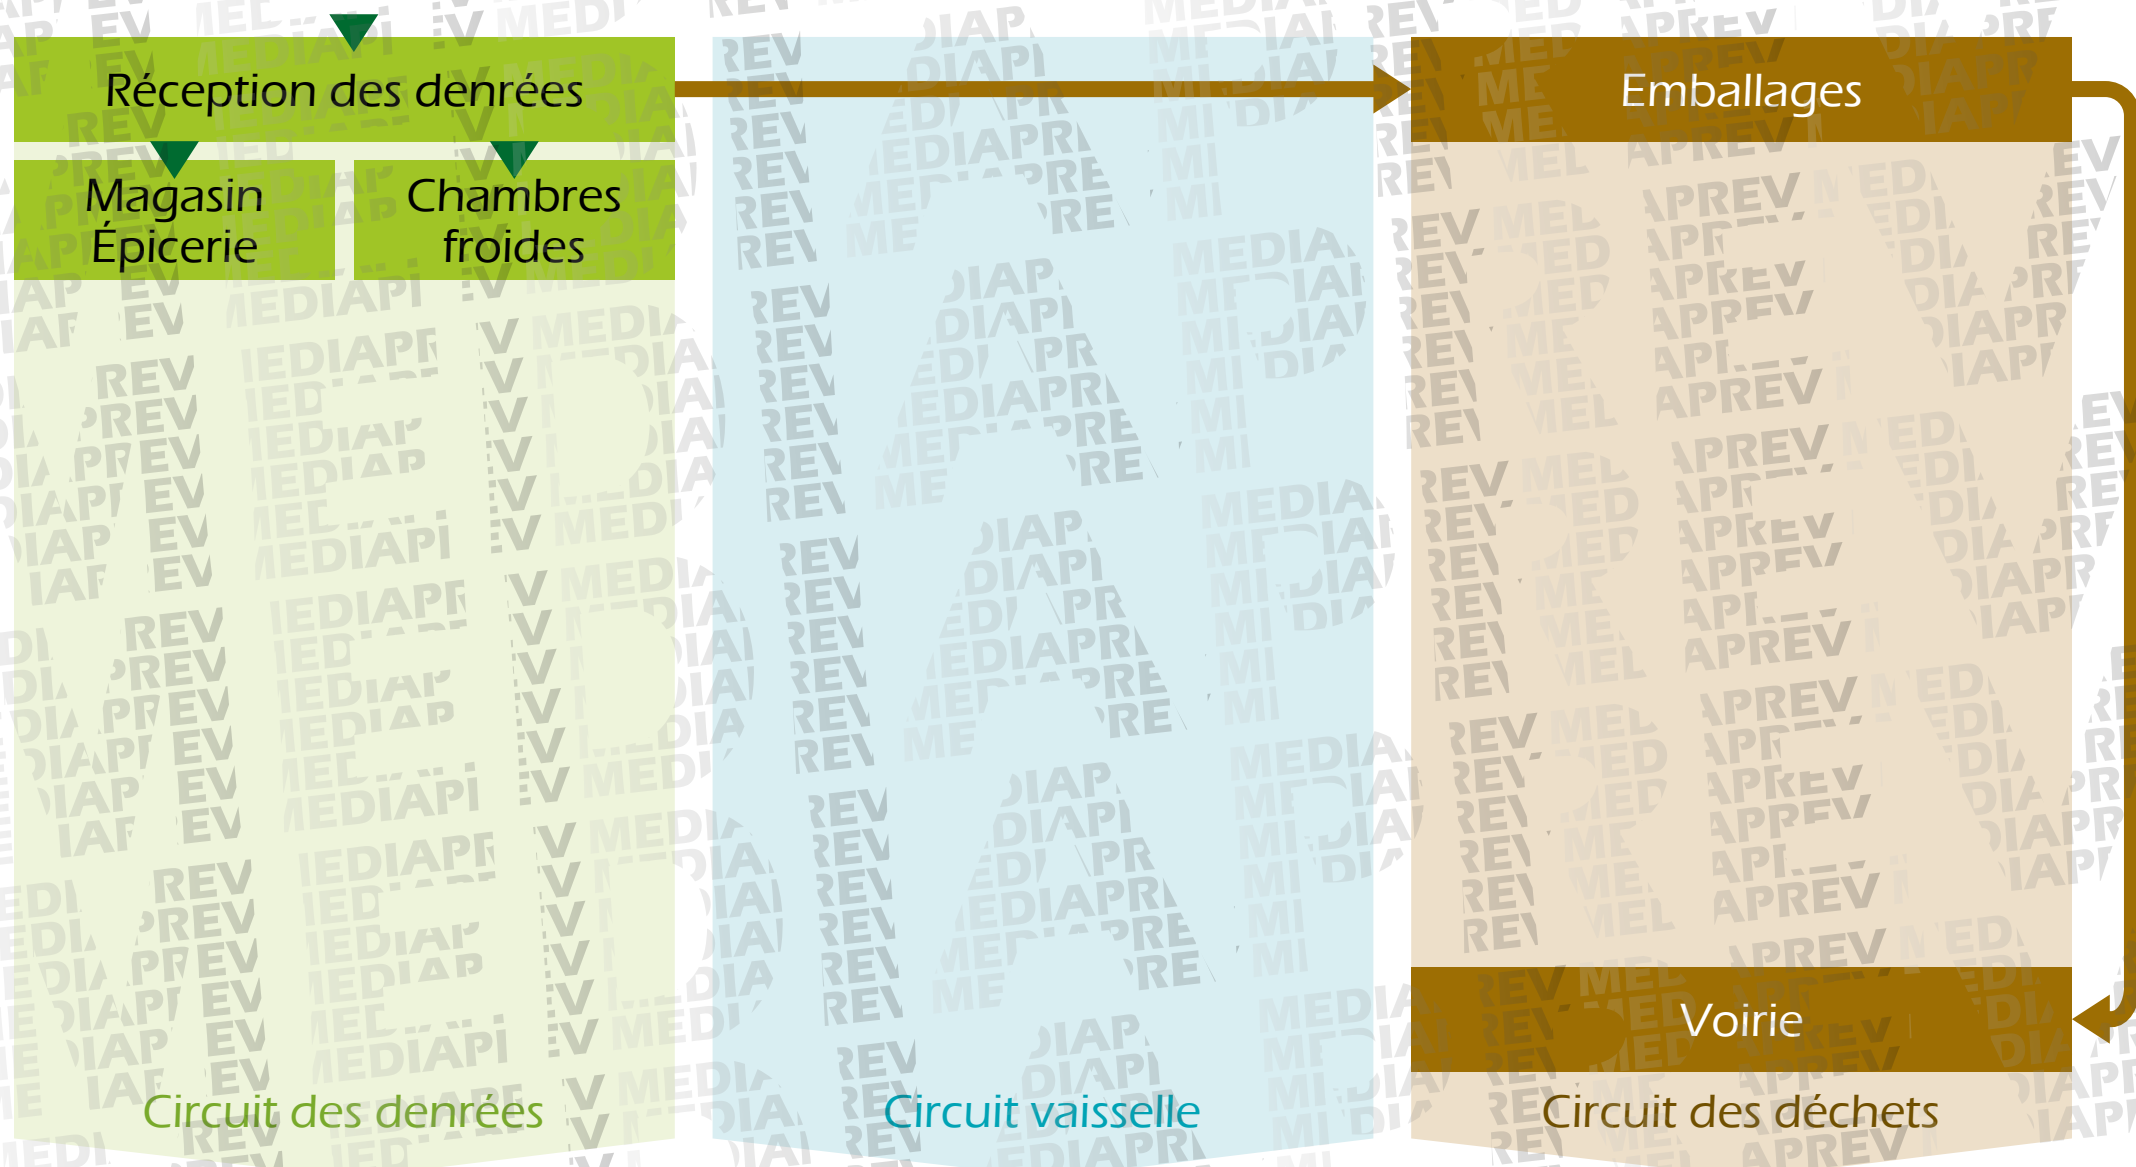 Réception des denrées
Emballages
Magasin
Épicerie
Chambres
froides
Voirie
Circuit des denrées
Circuit vaisselle
Circuit des déchets